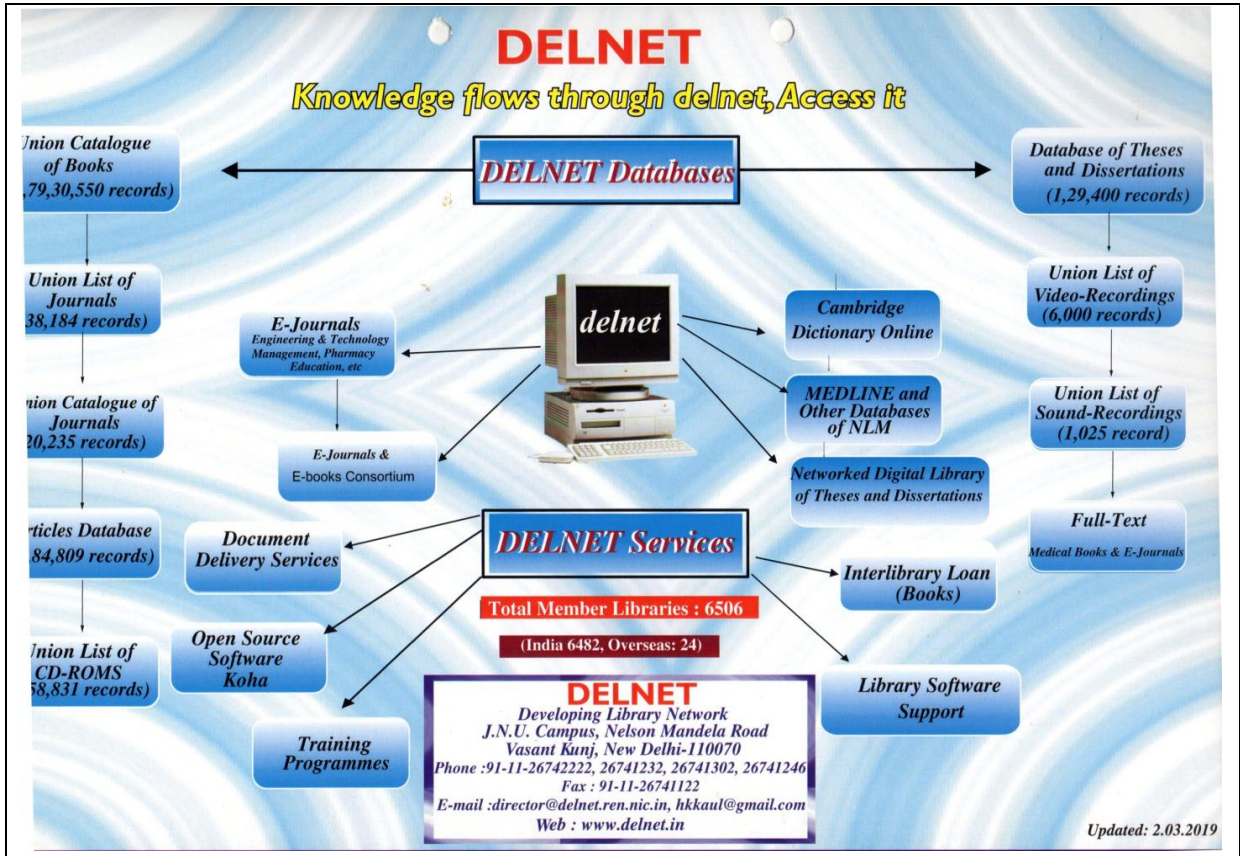 DELNET
Knowledge flows through delnet, Access it
Union Catalogue
of Books
,79,30,550 records)
DELNET Databases
Database of Theses
and Dissertations
(1,29,400 records)
Union List of
Journals
38,184 records)
nion Catalogue of
Journals
20,235 records)
rticles Database
,84,809 records)
Union List of
CD-ROMS
58,831 records)
E-Journals
Engineering & Technology
Management, Pharmacy
Education, etc
E-Journals &
E-books Consortium
delnet
Cambridge
Dictionary Online
MEDLINE and
Other Databases
of NLM
Networked Digital Library
of Theses and Dissertations
Union List of
Video-Recordings
(6,000 records)
Union List of
Sound-Recordings
(1,025 record)
Full-Text
Medical Books & E-Journals
DELNET Services
Document
Delivery Services
Open Source
Software
Koha
Training
Programmes
Interlibrary Loan
(Books)
Library Software
Support
Total Member Libraries : 6506
(India 6482, Overseas: 24)
DELNET
Developing Library Network
J.N.U. Campus, Nelson Mandela Road
Vasant Kunj, New Delhi-110070
Phone :91-11-26742222, 26741232, 26741302, 26741246
Fax : 91-11-26741122
E-mail :director@delnet.ren.nic.in, hkkaul@gmail.com
Web : www.delnet.in
Updated: 2.03.2019